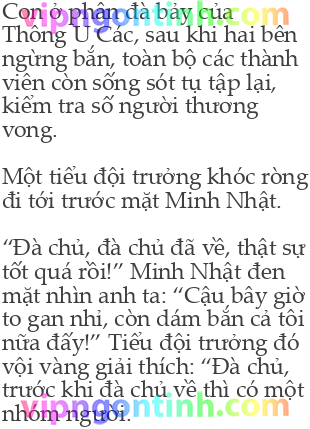 Còn ở phân đà bảy của
Thông U Các, sau khi hai bên
ngừng bắn, toàn bộ các thành
viên còn sống sót tụ tập lại,
kiểm tra số người thương
vong.
Một tiểu đội trưởng khóc ròng
đi tới trước mặt Minh Nhật.
“Đà chủ, đà chủ đã về, thật sự
tốt quá rồi!” Minh Nhật đen
mặt nhìn anh ta: “Cậu bây giờ
to gan nhỉ, còn dám bắn cả tôi
nữa đấy!” Tiểu đội trưởng đó
vội vàng giải thích: “Đà chủ,
trước khi đà chủ về thì có một
nhóm người.
vipngontinh.com
vipngontinh.com